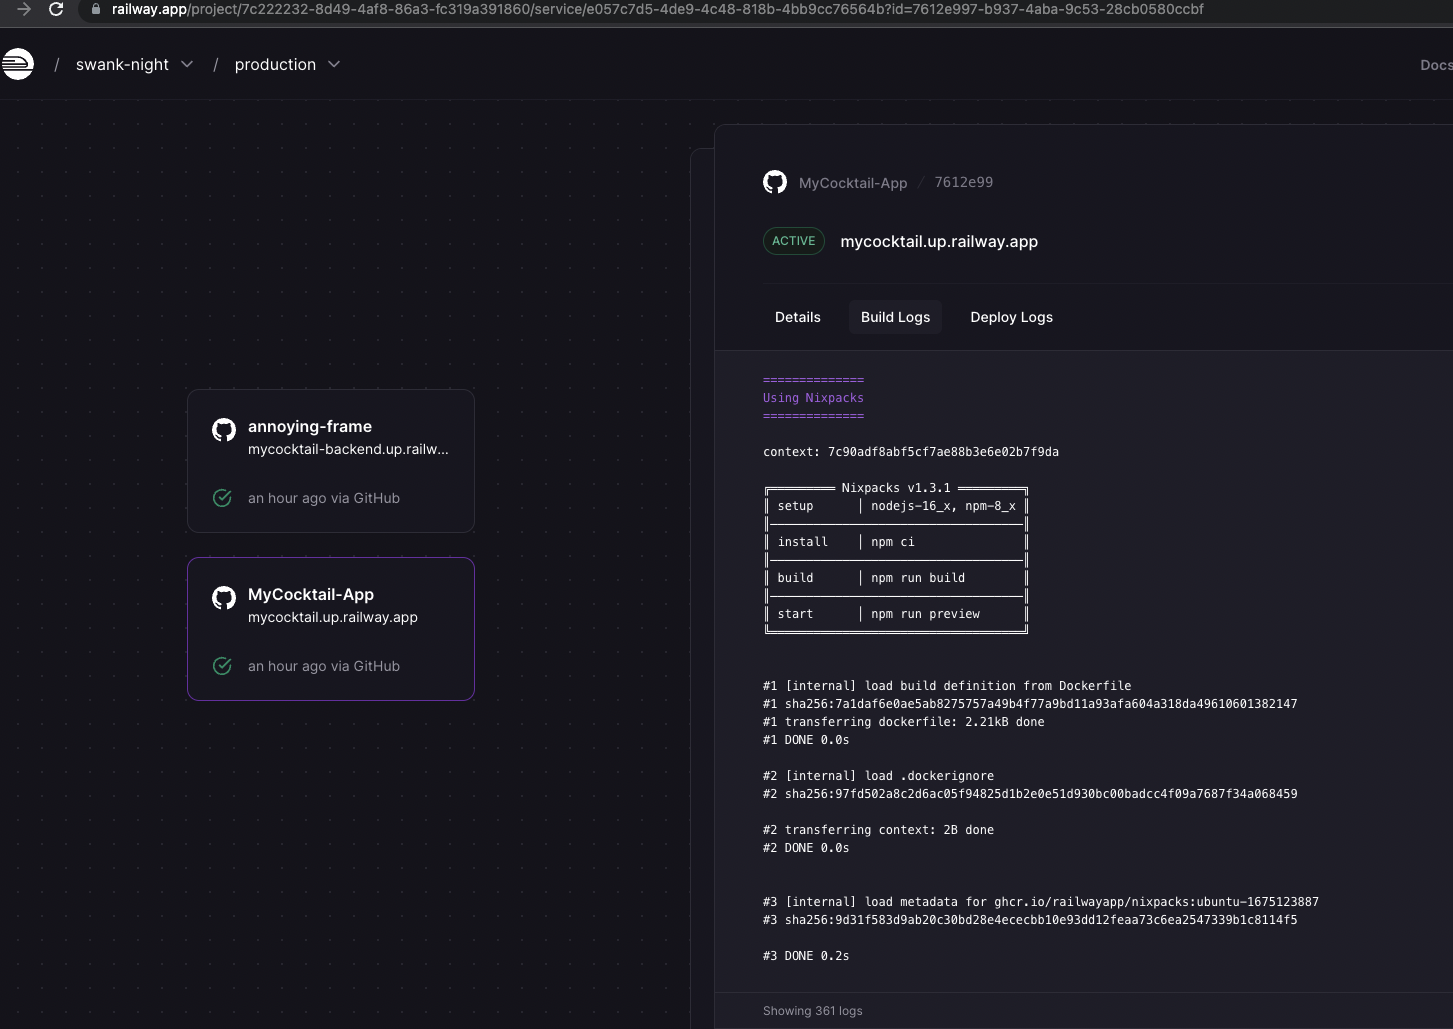 railway.app/project/7c222232-8d49-4af8-86a3-fc319a391860/service/e057c7d5-4de9-4c48-818b-4bb9cc76564b?id=7612e997-b937-4aba-9c53-28cb0580ccbf
/ swank-night / production
Docs
MyCocktail-App / 7612e99
ACTIVE mycocktail.up.railway.app
Details Build Logs Deploy Logs
annoying-frame
mycocktail-backend.up.railw...
an hour ago via GitHub
MyCocktail-App
mycocktail.up.railway.app
an hour ago via GitHub
==============
Using Nixpacks
==============
context: 7c90adf8abf5cf7ae88b3e6e02b7f9da
╔═════════ Nixpacks v1.3.1 ═════════╗
║ setup │ nodejs-16_x, npm-8_x ║
║ install │ npm ci ║
║ build │ npm run build ║
║ start │ npm run preview ║
#1 [internal] load build definition from Dockerfile
#1 sha256:7a1daf6e0ae5ab8275757a49b4f77a9bd11a93afa604a318da49610601382147
#1 transferring dockerfile: 2.21kB done
#1 DONE 0.0s
#2 [internal] load .dockerignore
#2 sha256:97fd502a8c2d6ac05f94825d1b2e0e51d930bc00badcc4f09a7687f34a068459
#2 transferring context: 2B done
#2 DONE 0.0s
#3 [internal] load metadata for ghcr.io/railwayapp/nixpacks:ubuntu-1675123887
#3 sha256:9d31f583d9ab20c30bd28e4ececbb10e93dd12feaa73c6ea2547339b1c8114f5
#3 DONE 0.2s
Showing 361 logs